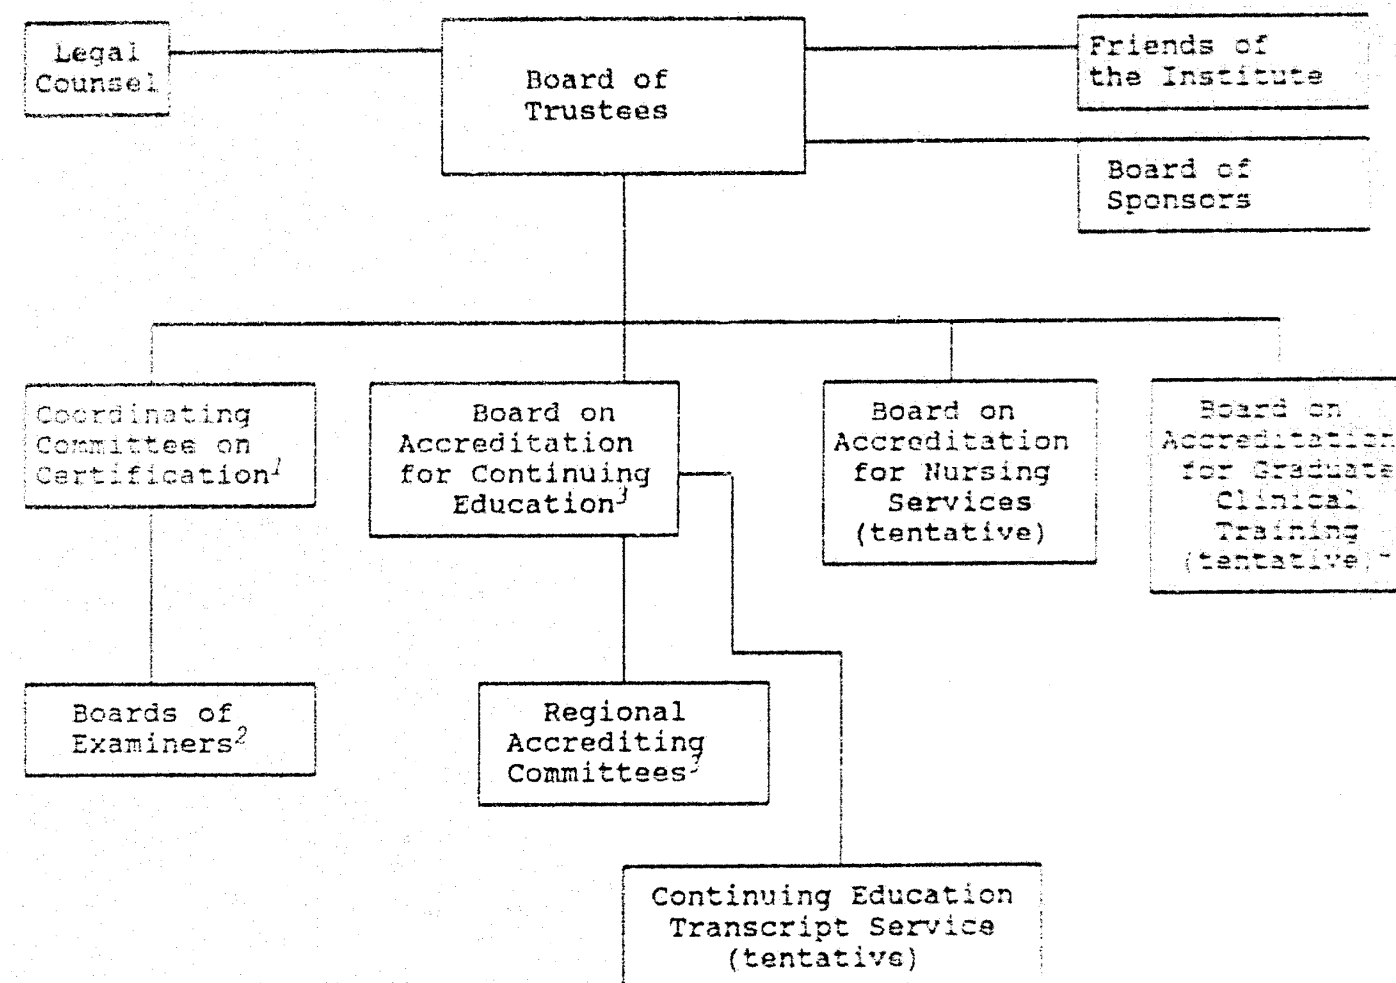 Legal
Counsel
Board of
Trustees
Friends of
the Institute
Board of
Sponsors
Coordinating
Committee on
Certification¹
Board on
Accreditation
for Continuing
Education³
Board on
Accreditation
for Nursing
Services
(tentative)
Board on
Accreditation
for Graduate
Clinical
Training
(tentative)
Boards of
Examiners²
Regional
Accrediting
Committees³
Continuing Education
Transcript Service
(tentative)